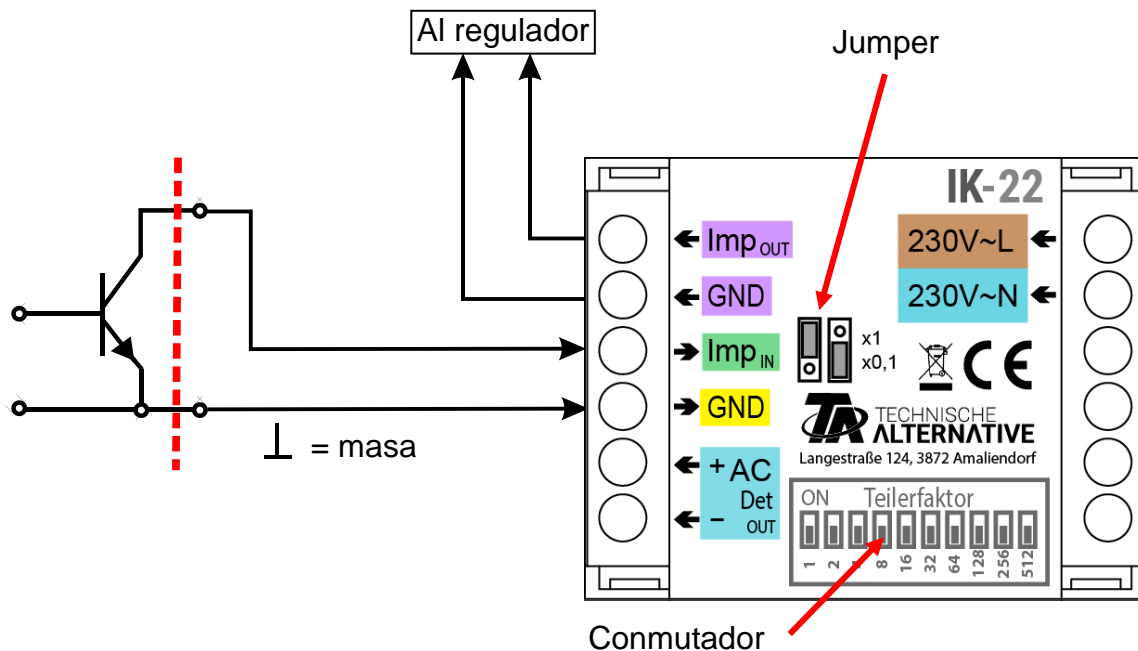 Al regulador
Jumper
IK-22
Imp OUT
230V~L
GND
230V~N
Imp IN
x1
x0,1
GND
TA TECHNISCHE
ALTERNATIVE
Langestraße 124, 3872 Amaliendorf
⊥ = masa
+ AC
Det
- OUT
ON Teilerfaktor
1 2 8 16 32 64 128 256 512
Conmutador